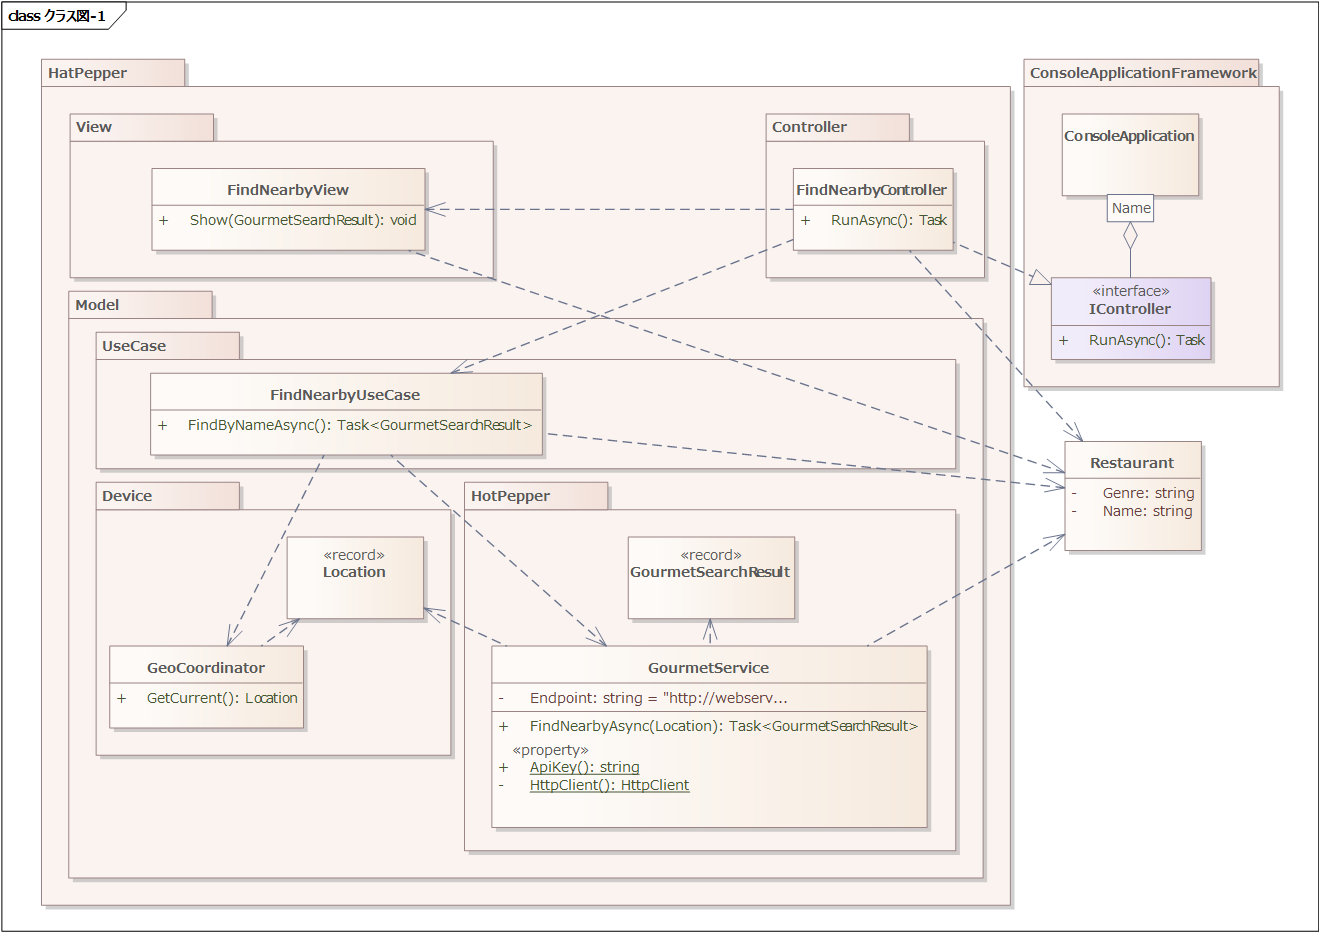 class クラス図-1
HatPepper
ConsoleApplicationFramework
View
Controller
ConsoleApplication
FindNearbyView
+ Show(GourmetSearchResult): void
FindNearbyController
+ RunAsync(): Task
Name
«interface»
IController
+ RunAsync(): Task
Model
UseCase
FindNearbyUseCase
+ FindByNameAsync(): Task<GourmetSearchResult>
Restaurant
- Genre: string
- Name: string
Device
HotPepper
«record»
Location
«record»
GourmetSearchResult
GeoCoordinator
+ GetCurrent(): Location
GourmetService
- Endpoint: string = "http://webserv...
+ FindNearbyAsync(Location): Task<GourmetSearchResult>
«property»
+ ApiKey(): string
- HttpClient(): HttpClient